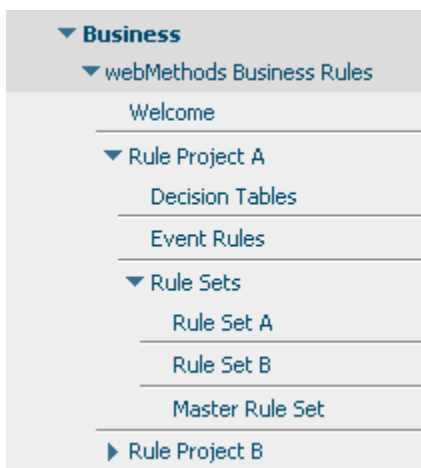 Business
webMethods Business Rules
Welcome
Rule Project A
Decision Tables
Event Rules
Rule Sets
Rule Set A
Rule Set B
Master Rule Set
Rule Project B